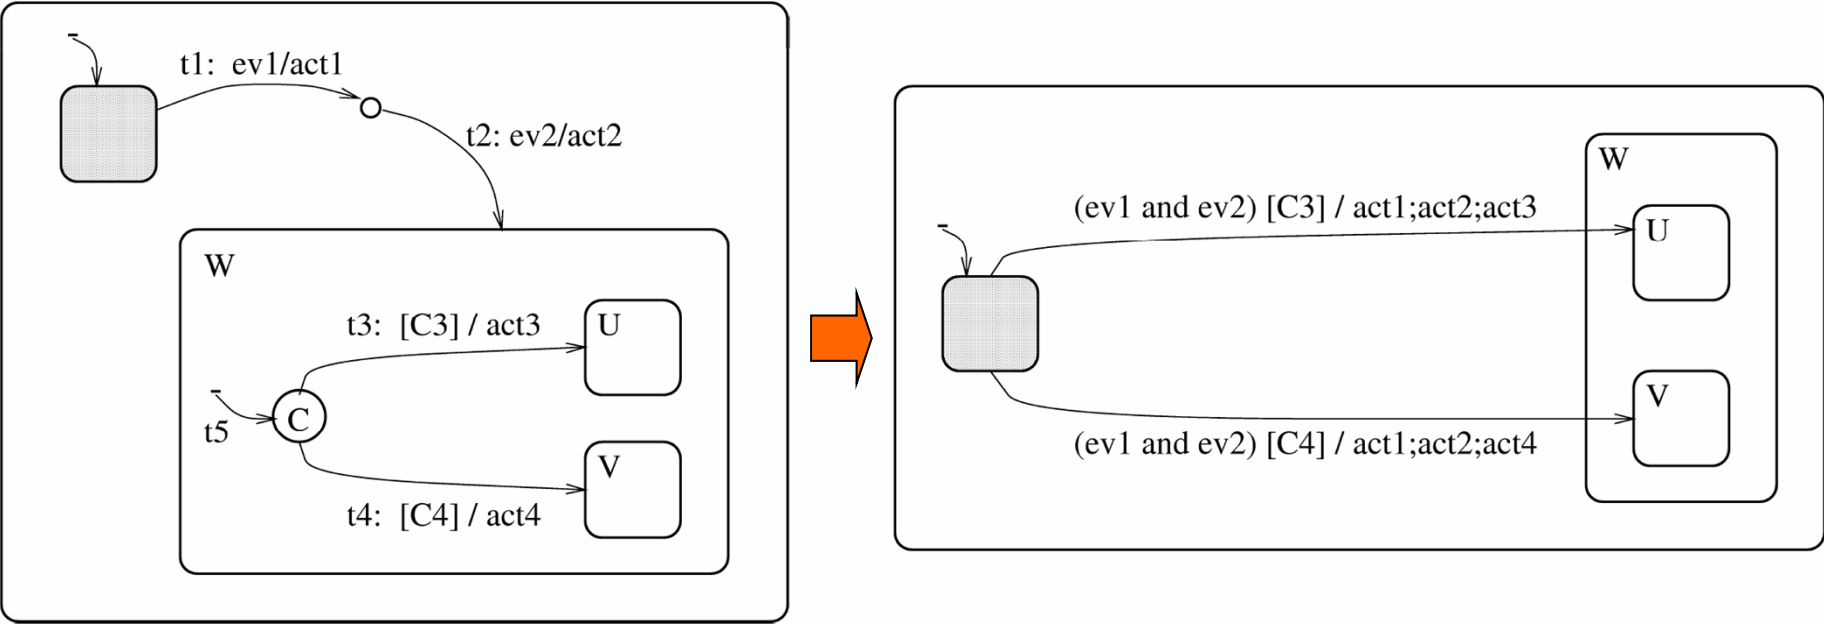 -
t1: ev1/act1
t2: ev2/act2
W
t3: [C3] / act3
U
-
t5
C
V
t4: [C4] / act4
W
(ev1 and ev2) [C3] / act1;act2;act3
-
U
V
(ev1 and ev2) [C4] / act1;act2;act4